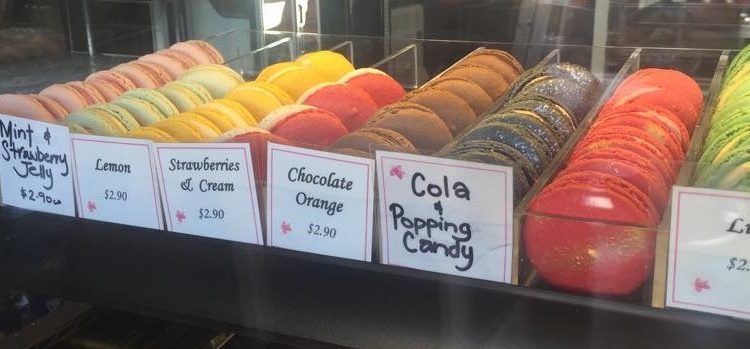 Mint &
Strawberry
Jelly
$2.90
Lemon
$2.90
Strawberries
& Cream
$2.90
Chocolate
Orange
$2.90
Cola
&
Popping
Candy